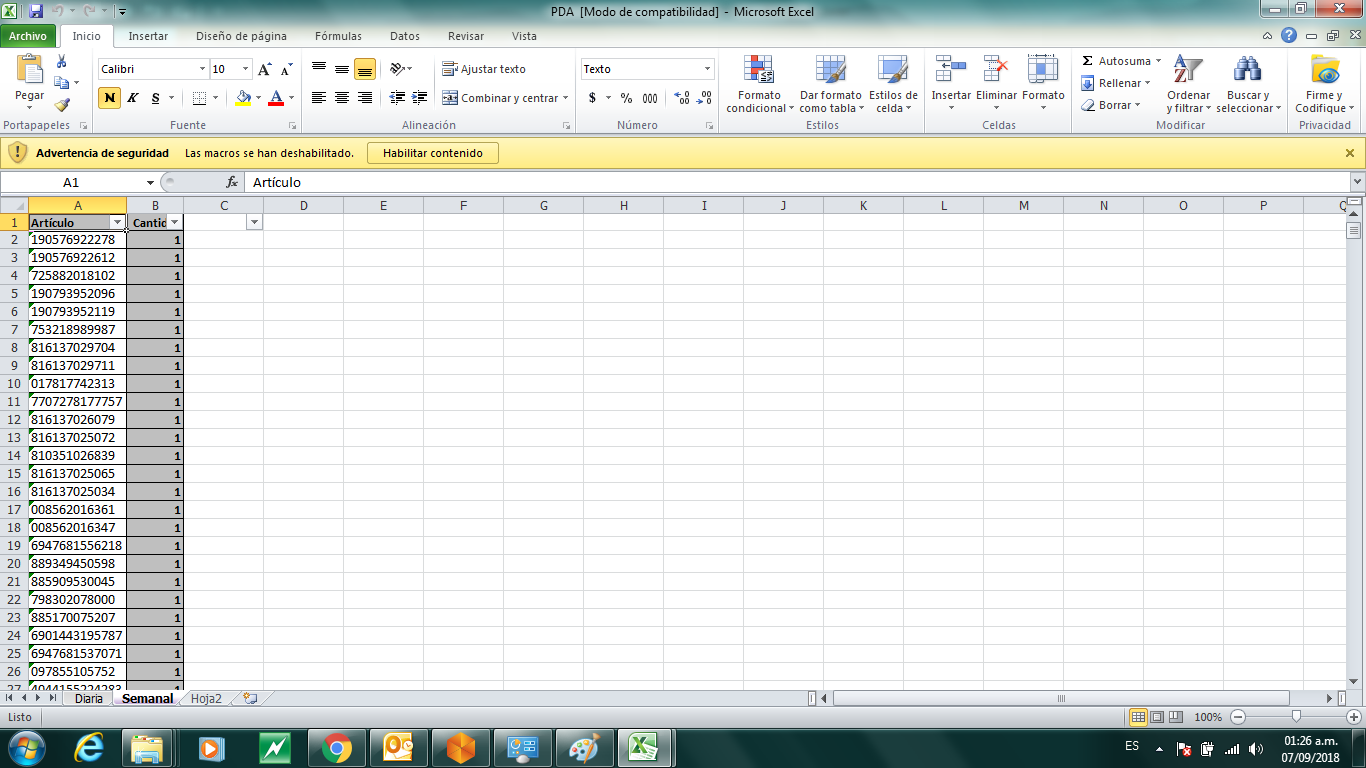 PDA [Modo de compatibilidad] - Microsoft Excel
Archivo Inicio Insertar Diseño de página Fórmulas Datos Revisar Vista
Pegar
Portapapeles
Calibri 10
N K S
Fuente
Ajustar texto
Combinar y centrar
Alineación
Texto
$ % 000
Número
Formato condicional
Dar formato como tabla
Estilos de celda
Estilos
Insertar Eliminar Formato
Celdas
Autosuma
Rellenar
Borrar
Ordenar y filtrar
Buscar y seleccionar
Modificar
Firme y Codifique
Privacidad
Advertencia de seguridad Las macros se han deshabilitado. Habilitar contenido
A1 fx Artículo
A B C D E F G H I J K L M N O P Q
1 Artículo Cantid
2 190576922278 1
3 190576922612 1
4 725882018102 1
5 190793952096 1
6 190793952119 1
7 753218989987 1
8 816137029704 1
9 816137029711 1
10 017817742313 1
11 7707278177757 1
12 816137026079 1
13 816137025072 1
14 810351026839 1
15 816137025065 1
16 816137025034 1
17 008562016361 1
18 008562016347 1
19 6947681556218 1
20 889349450598 1
21 885909530045 1
22 798302078000 1
23 885170075207 1
24 6901443195787 1
25 6947681537071 1
26 097855105752 1
27 4044155224283 1
Diaria Semanal Hoja2
Listo 100%
ES 01:26 a.m.
07/09/2018